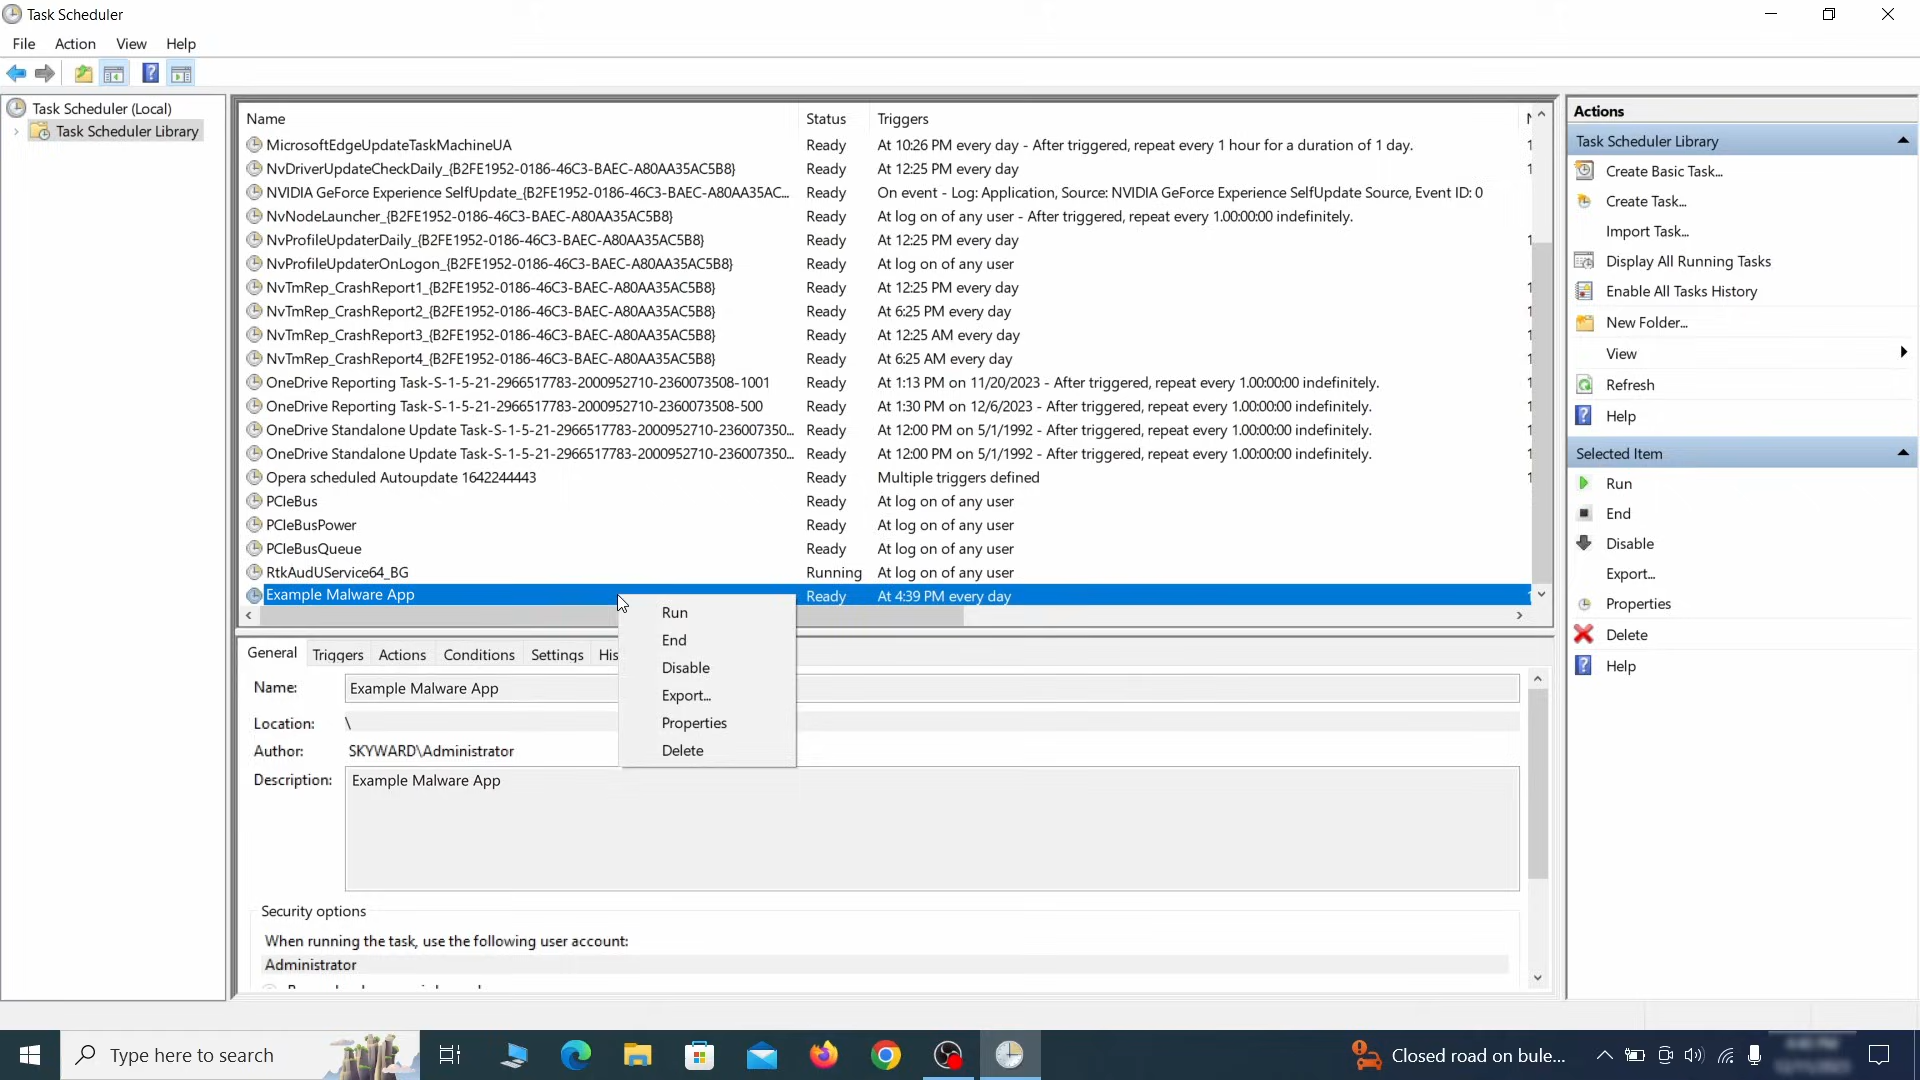 Task Scheduler
File Action View Help
Task Scheduler (Local)
Task Scheduler Library
Name Status Triggers
MicrosoftEdgeUpdateTaskMachineUA Ready At 10:26 PM every day - After triggered, repeat every 1 hour for a duration of 1 day.
NvDriverUpdateCheckDaily_{B2FE1952-0186-46C3-BAEC-A80AA35AC5B8} Ready At 12:25 PM every day
NVIDIA GeForce Experience SelfUpdate_{B2FE1952-0186-46C3-BAEC-A80AA35AC... Ready On event - Log: Application, Source: NVIDIA GeForce Experience SelfUpdate Source, Event ID: 0
NvNodeLauncher_{B2FE1952-0186-46C3-BAEC-A80AA35AC5B8} Ready At log on of any user - After triggered, repeat every 1.00:00:00 indefinitely.
NvProfileUpdaterDaily_{B2FE1952-0186-46C3-BAEC-A80AA35AC5B8} Ready At 12:25 PM every day
NvProfileUpdaterOnLogon_{B2FE1952-0186-46C3-BAEC-A80AA35AC5B8} Ready At log on of any user
NvTmRep_CrashReport1_{B2FE1952-0186-46C3-BAEC-A80AA35AC5B8} Ready At 12:25 PM every day
NvTmRep_CrashReport2_{B2FE1952-0186-46C3-BAEC-A80AA35AC5B8} Ready At 6:25 PM every day
NvTmRep_CrashReport3_{B2FE1952-0186-46C3-BAEC-A80AA35AC5B8} Ready At 12:25 AM every day
NvTmRep_CrashReport4_{B2FE1952-0186-46C3-BAEC-A80AA35AC5B8} Ready At 6:25 AM every day
OneDrive Reporting Task-S-1-5-21-2966517783-2000952710-2360073508-1001 Ready At 1:13 PM on 11/20/2023 - After triggered, repeat every 1.00:00:00 indefinitely.
OneDrive Reporting Task-S-1-5-21-2966517783-2000952710-2360073508-500 Ready At 1:30 PM on 12/6/2023 - After triggered, repeat every 1.00:00:00 indefinitely.
OneDrive Standalone Update Task-S-1-5-21-2966517783-2000952710-236007350... Ready At 12:00 PM on 5/1/1992 - After triggered, repeat every 1.00:00:00 indefinitely.
OneDrive Standalone Update Task-S-1-5-21-2966517783-2000952710-236007350... Ready At 12:00 PM on 5/1/1992 - After triggered, repeat every 1.00:00:00 indefinitely.
Opera scheduled Autoupdate 1642244443 Ready Multiple triggers defined
PCIeBus Ready At log on of any user
PCIeBusPower Ready At log on of any user
PCIeBusQueue Ready At log on of any user
RtkAudUService64_BG Running At log on of any user
Example Malware App Ready At 4:39 PM every day
Run
End
Disable
Export...
Properties
Delete
General Triggers Actions Conditions Settings His
Name: Example Malware App
Location: \
Author: SKYWARD\Administrator
Description: Example Malware App
Security options
When running the task, use the following user account:
Administrator
Actions
Task Scheduler Library
Create Basic Task...
Create Task...
Import Task...
Display All Running Tasks
Enable All Tasks History
New Folder...
View
Refresh
Help
Selected Item
Run
End
Disable
Export...
Properties
Delete
Help
Type here to search
Closed road on bule...